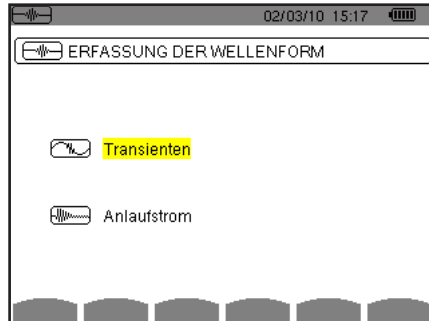 02/03/10 15:17
ERFASSUNG DER WELLENFORM
Transienten
Anlaufstrom